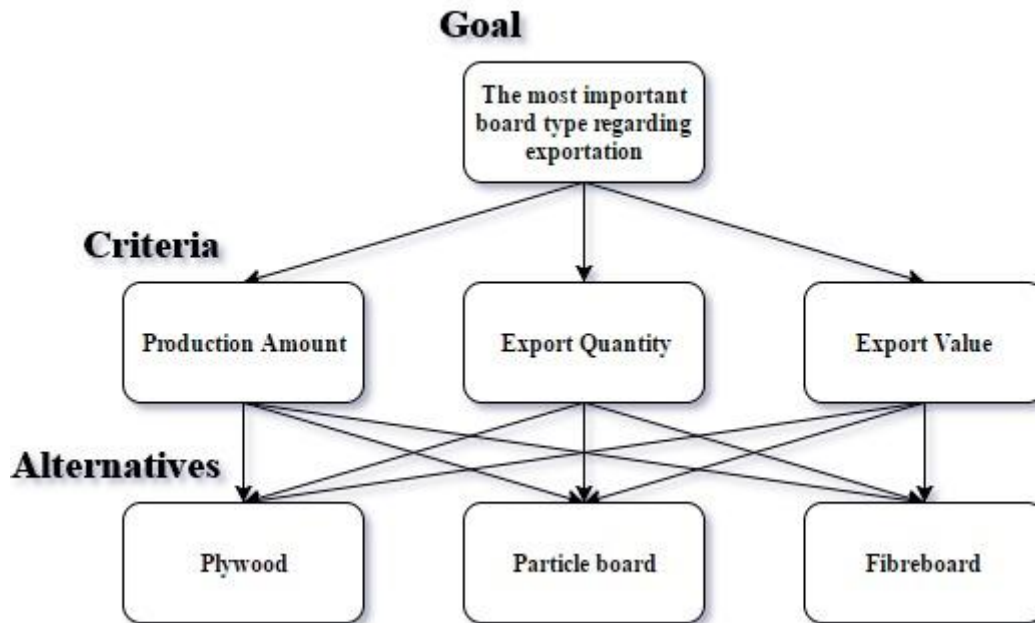 Goal
The most important
board type regarding
exportation
Criteria
Production Amount
Export Quantity
Export Value
Alternatives
Plywood
Particle board
Fibreboard